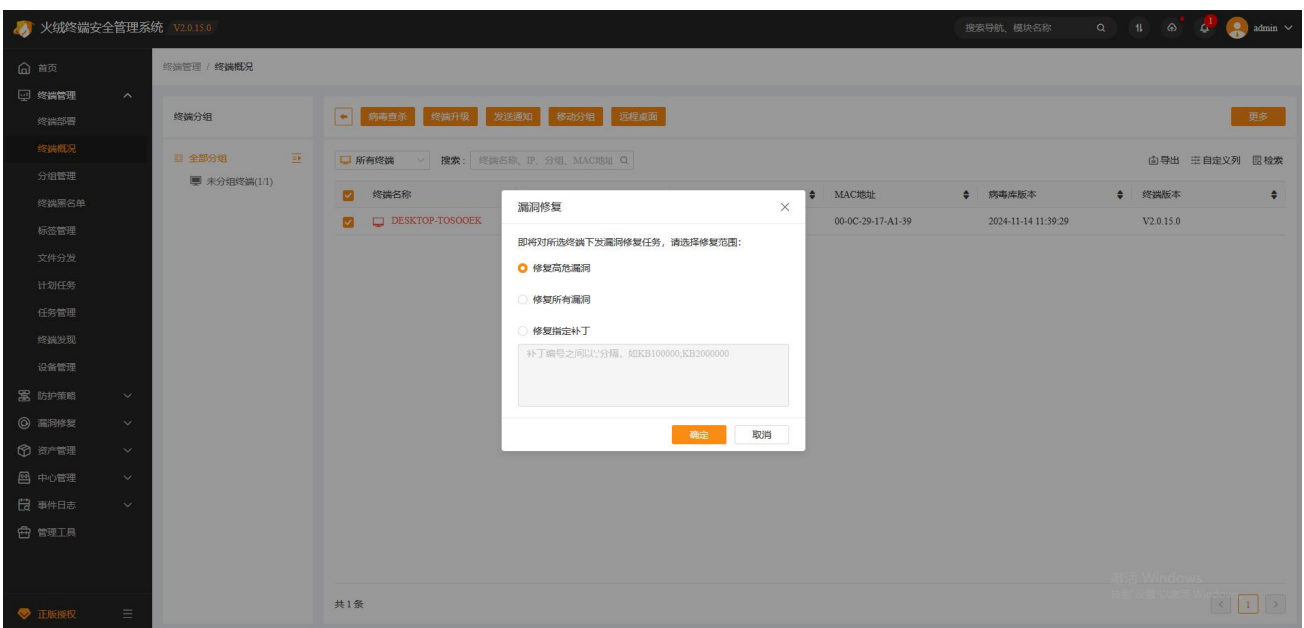 火绒终端安全管理系统 V2.0.15.0
搜索导航、模块名称
1
admin
首页
终端管理
终端部署
终端概况
分组管理
终端黑名单
标签管理
文件分发
计划任务
任务管理
终端发现
设备管理
防护策略
漏洞修复
资产管理
中心管理
事件日志
管理工具
正版授权
终端管理 / 终端概况
终端分组
全部分组
未分组终端(1/1)
病毒查杀 终端升级 发送通知 移动分组 远程桌面 更多
所有终端 搜索: 终端名称、IP、分组、MAC地址 导出 自定义列 检索
终端名称 MAC地址 病毒库版本 终端版本
DESKTOP-TOSOOEK 00-0C-29-17-A1-39 2024-11-14 11:39:29 V2.0.15.0
漏洞修复
即将对所选终端下发漏洞修复任务，请选择修复范围:
修复高危漏洞
修复所有漏洞
修复指定补丁
补丁编号之间以';'分隔，如KB100000;KB2000000
确定 取消
激活 Windows
共1条 1